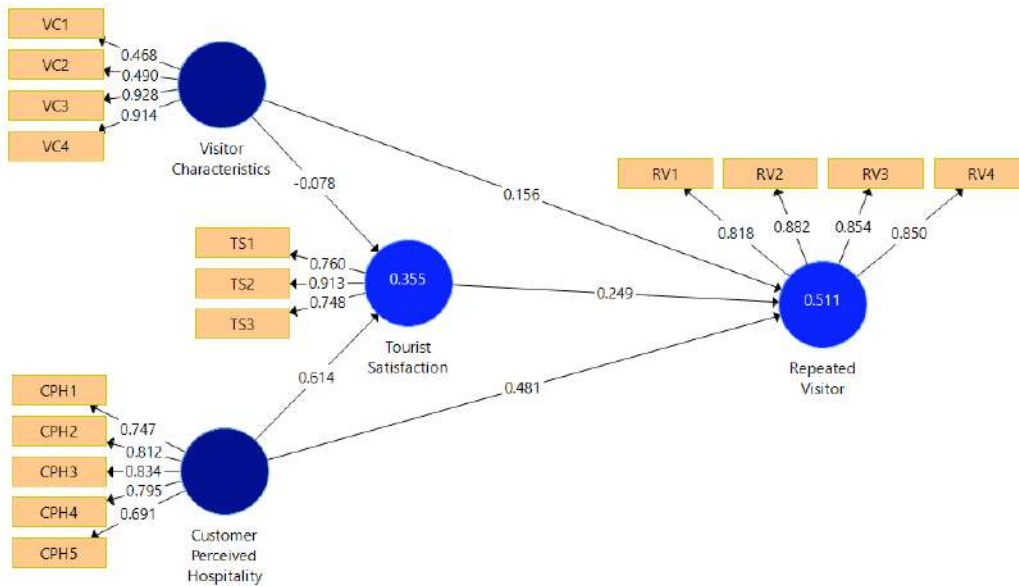 VC1
VC2
VC3
VC4
0.468
0.490
0.928
0.914
Visitor
Characteristics
-0.078
0.156
RV1
RV2
RV3
RV4
0.818
0.882
0.854
0.850
TS1
TS2
TS3
0.760
0.913
0.748
0.355
Tourist
Satisfaction
0.249
0.511
Repeated
Visitor
0.614
0.481
CPH1
CPH2
CPH3
CPH4
CPH5
0.747
0.812
0.834
0.795
0.691
Customer
Perceived
Hospitality